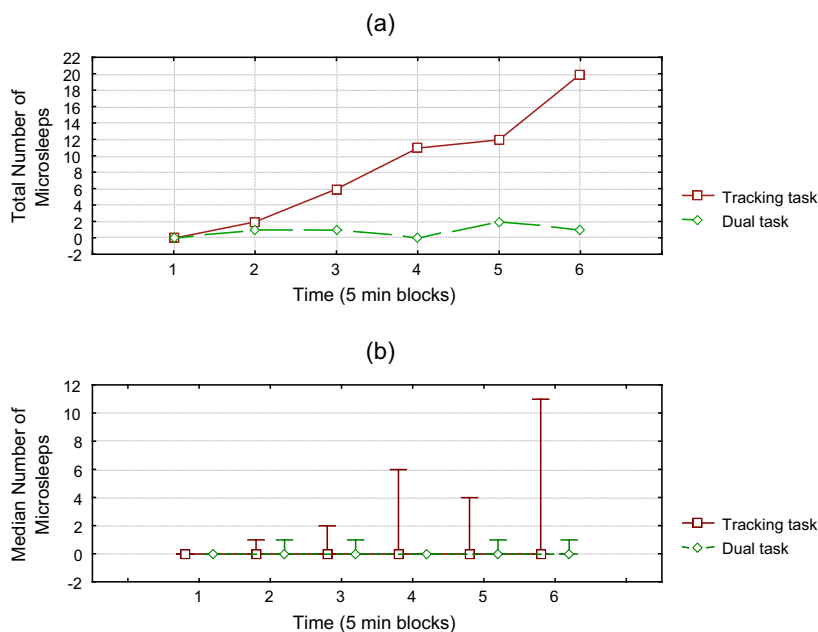 (a)
Total Number of
Microsleeps
22
20
18
16
14
12
10
8
6
4
2
0
-2
1 2 3 4 5 6
Time (5 min blocks)
Tracking task
Dual task
(b)
Median Number of
Microsleeps
12
10
8
6
4
2
0
-2
1 2 3 4 5 6
Time (5 min blocks)
Tracking task
Dual task